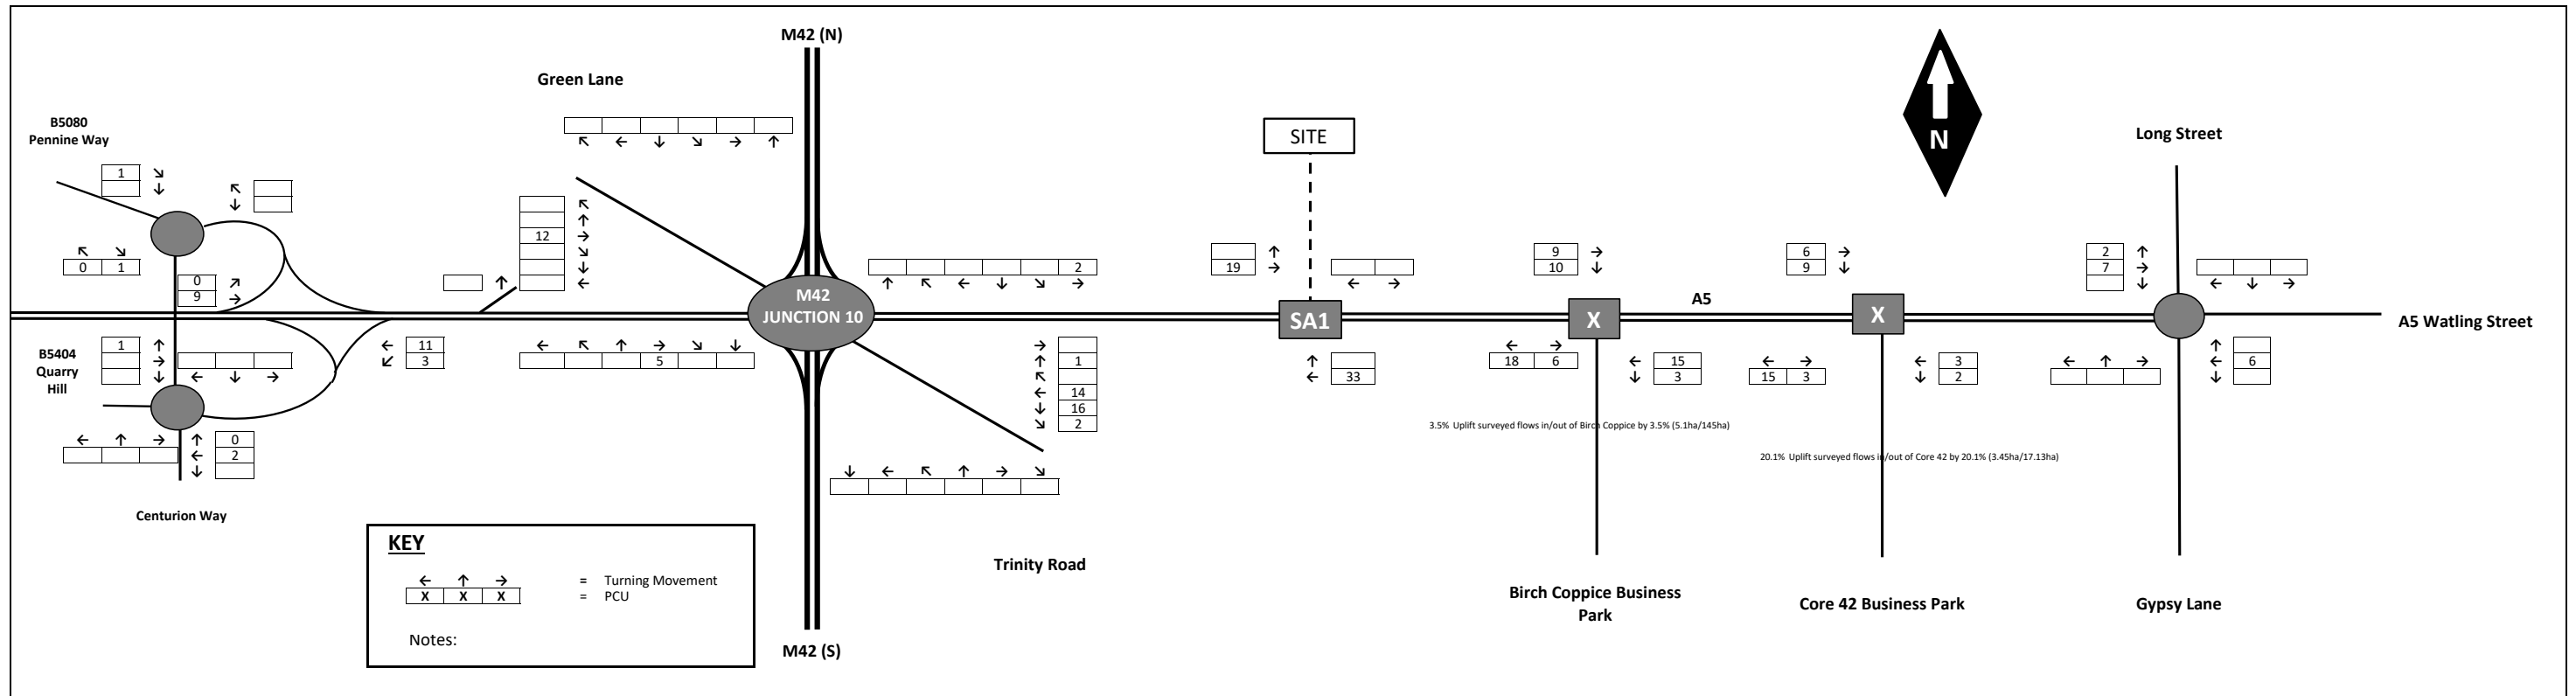 M42 (N)
Green Lane
B5080
Pennine Way
SITE
N
Long Street
1
0 1
0
9
12
2
19
9
10
6
9
2
7
M42
JUNCTION 10
SA1
X
A5
X
A5 Watling Street
B5404
Quarry
Hill
1
11
3
5
1
14
16
2
33
18 6
15
3
15 3
3
2
6
3.5% Uplift surveyed flows in/out of Birch Coppice by 3.5% (5.1ha/145ha)
20.1% Uplift surveyed flows in/out of Core 42 by 20.1% (3.45ha/17.13ha)
0
2
Centurion Way
KEY
= Turning Movement
X X X = PCU
Notes:
M42 (S)
Trinity Road
Birch Coppice Business
Park
Core 42 Business Park
Gypsy Lane